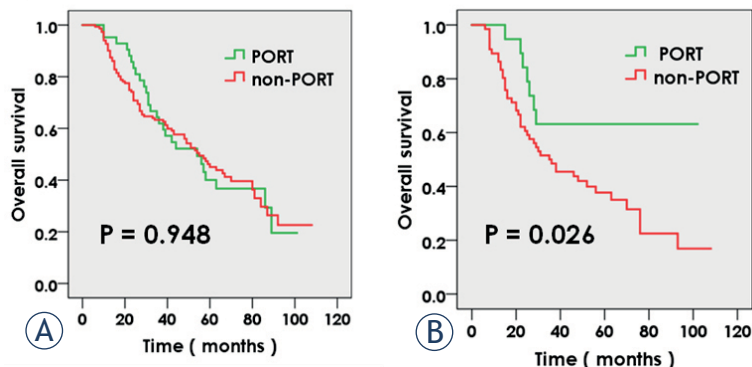 Overall survival
1.0
0.8
0.6
0.4
0.2
0.0
PORT
non-PORT
P = 0.948
0 20 40 60 80 100 120
Time ( months )
A
Overall survival
1.0
0.8
0.6
0.4
0.2
0.0
PORT
non-PORT
P = 0.026
0 20 40 60 80 100 120
Time ( months )
B